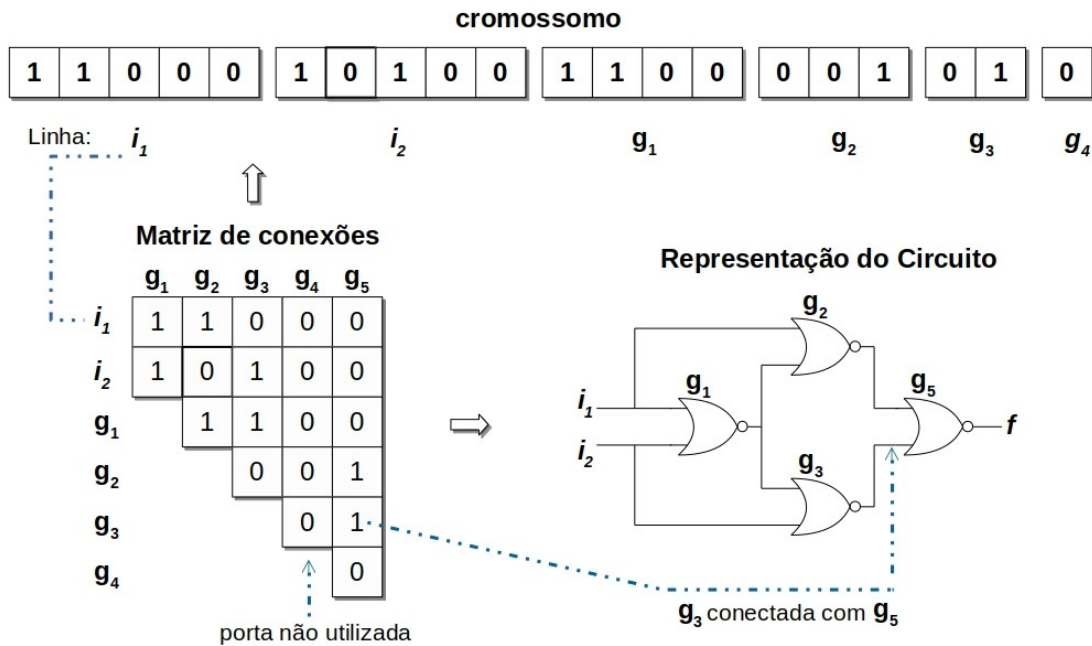 cromossomo
1 1 0 0 0 1 0 1 0 0 1 1 0 0 0 0 1 0 1 0
Linha: i₁ i₂ g₁ g₂ g₃ g₄
Matriz de conexões
g₁ g₂ g₃ g₄ g₅
i₁ 1 1 0 0 0
i₂ 1 0 1 0 0
g₁ 1 1 0 0
g₂ 0 0 1
g₃ 0 1
g₄ 0
porta não utilizada
Representação do Circuito
g₂
g₁
g₅
i₁
f
i₂
g₃
g₃ conectada com g₅